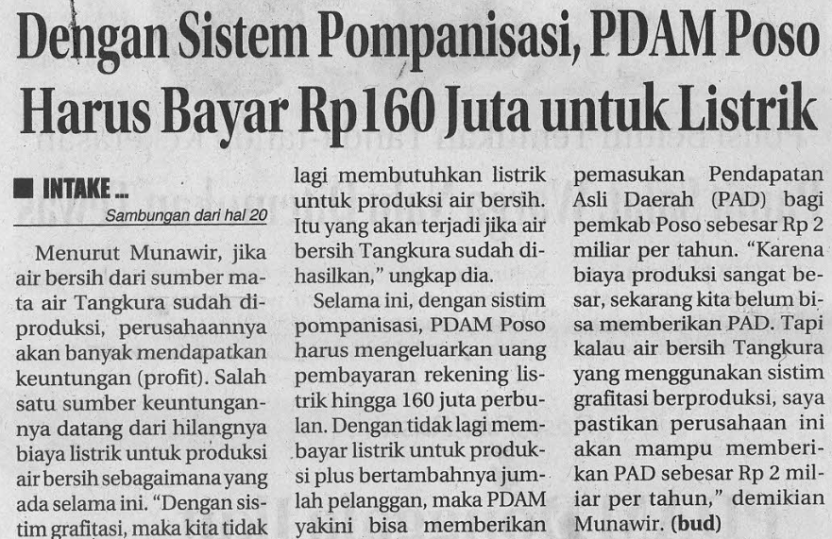 Dengan Sistem Pompanisasi, PDAM Poso
Harus Bayar Rp160 Juta untuk Listrik
INTAKE ...
Sambungan dari hal 20
Menurut Munawir, jika
air bersih dari sumber ma-
ta air Tangkura sudah di-
produksi, perusahaannya
akan banyak mendapatkan
keuntungan (profit). Salah
satu sumber keuntungan-
nya datang dari hilangnya
biaya listrik untuk produksi
air bersih sebagaimana yang
ada selama ini. “Dengan sis-
tim grafitasi, maka kita tidak
lagi membutuhkan listrik
untuk produksi air bersih.
Itu yang akan terjadi jika air
bersih Tangkura sudah di-
hasilkan,” ungkap dia.
Selama ini, dengan sistim
pompanisasi, PDAM Poso
harus mengeluarkan uang
pembayaran rekening lis-
trik hingga 160 juta perbu-
lan. Dengan tidak lagi mem-
bayar listrik untuk produk-
si plus bertambahnya jum-
lah pelanggan, maka PDAM
yakini bisa memberikan
pemasukan Pendapatan
Asli Daerah (PAD) bagi
pemkab Poso sebesar Rp 2
miliar per tahun. “Karena
biaya produksi sangat be-
sar, sekarang kita belum bi-
sa memberikan PAD. Tapi
kalau air bersih Tangkura
yang menggunakan sistim
grafitasi berproduksi, saya
pastikan perusahaan ini
akan mampu memberi-
kan PAD sebesar Rp 2 mil-
iar per tahun,” demikian
Munawir. (bud)